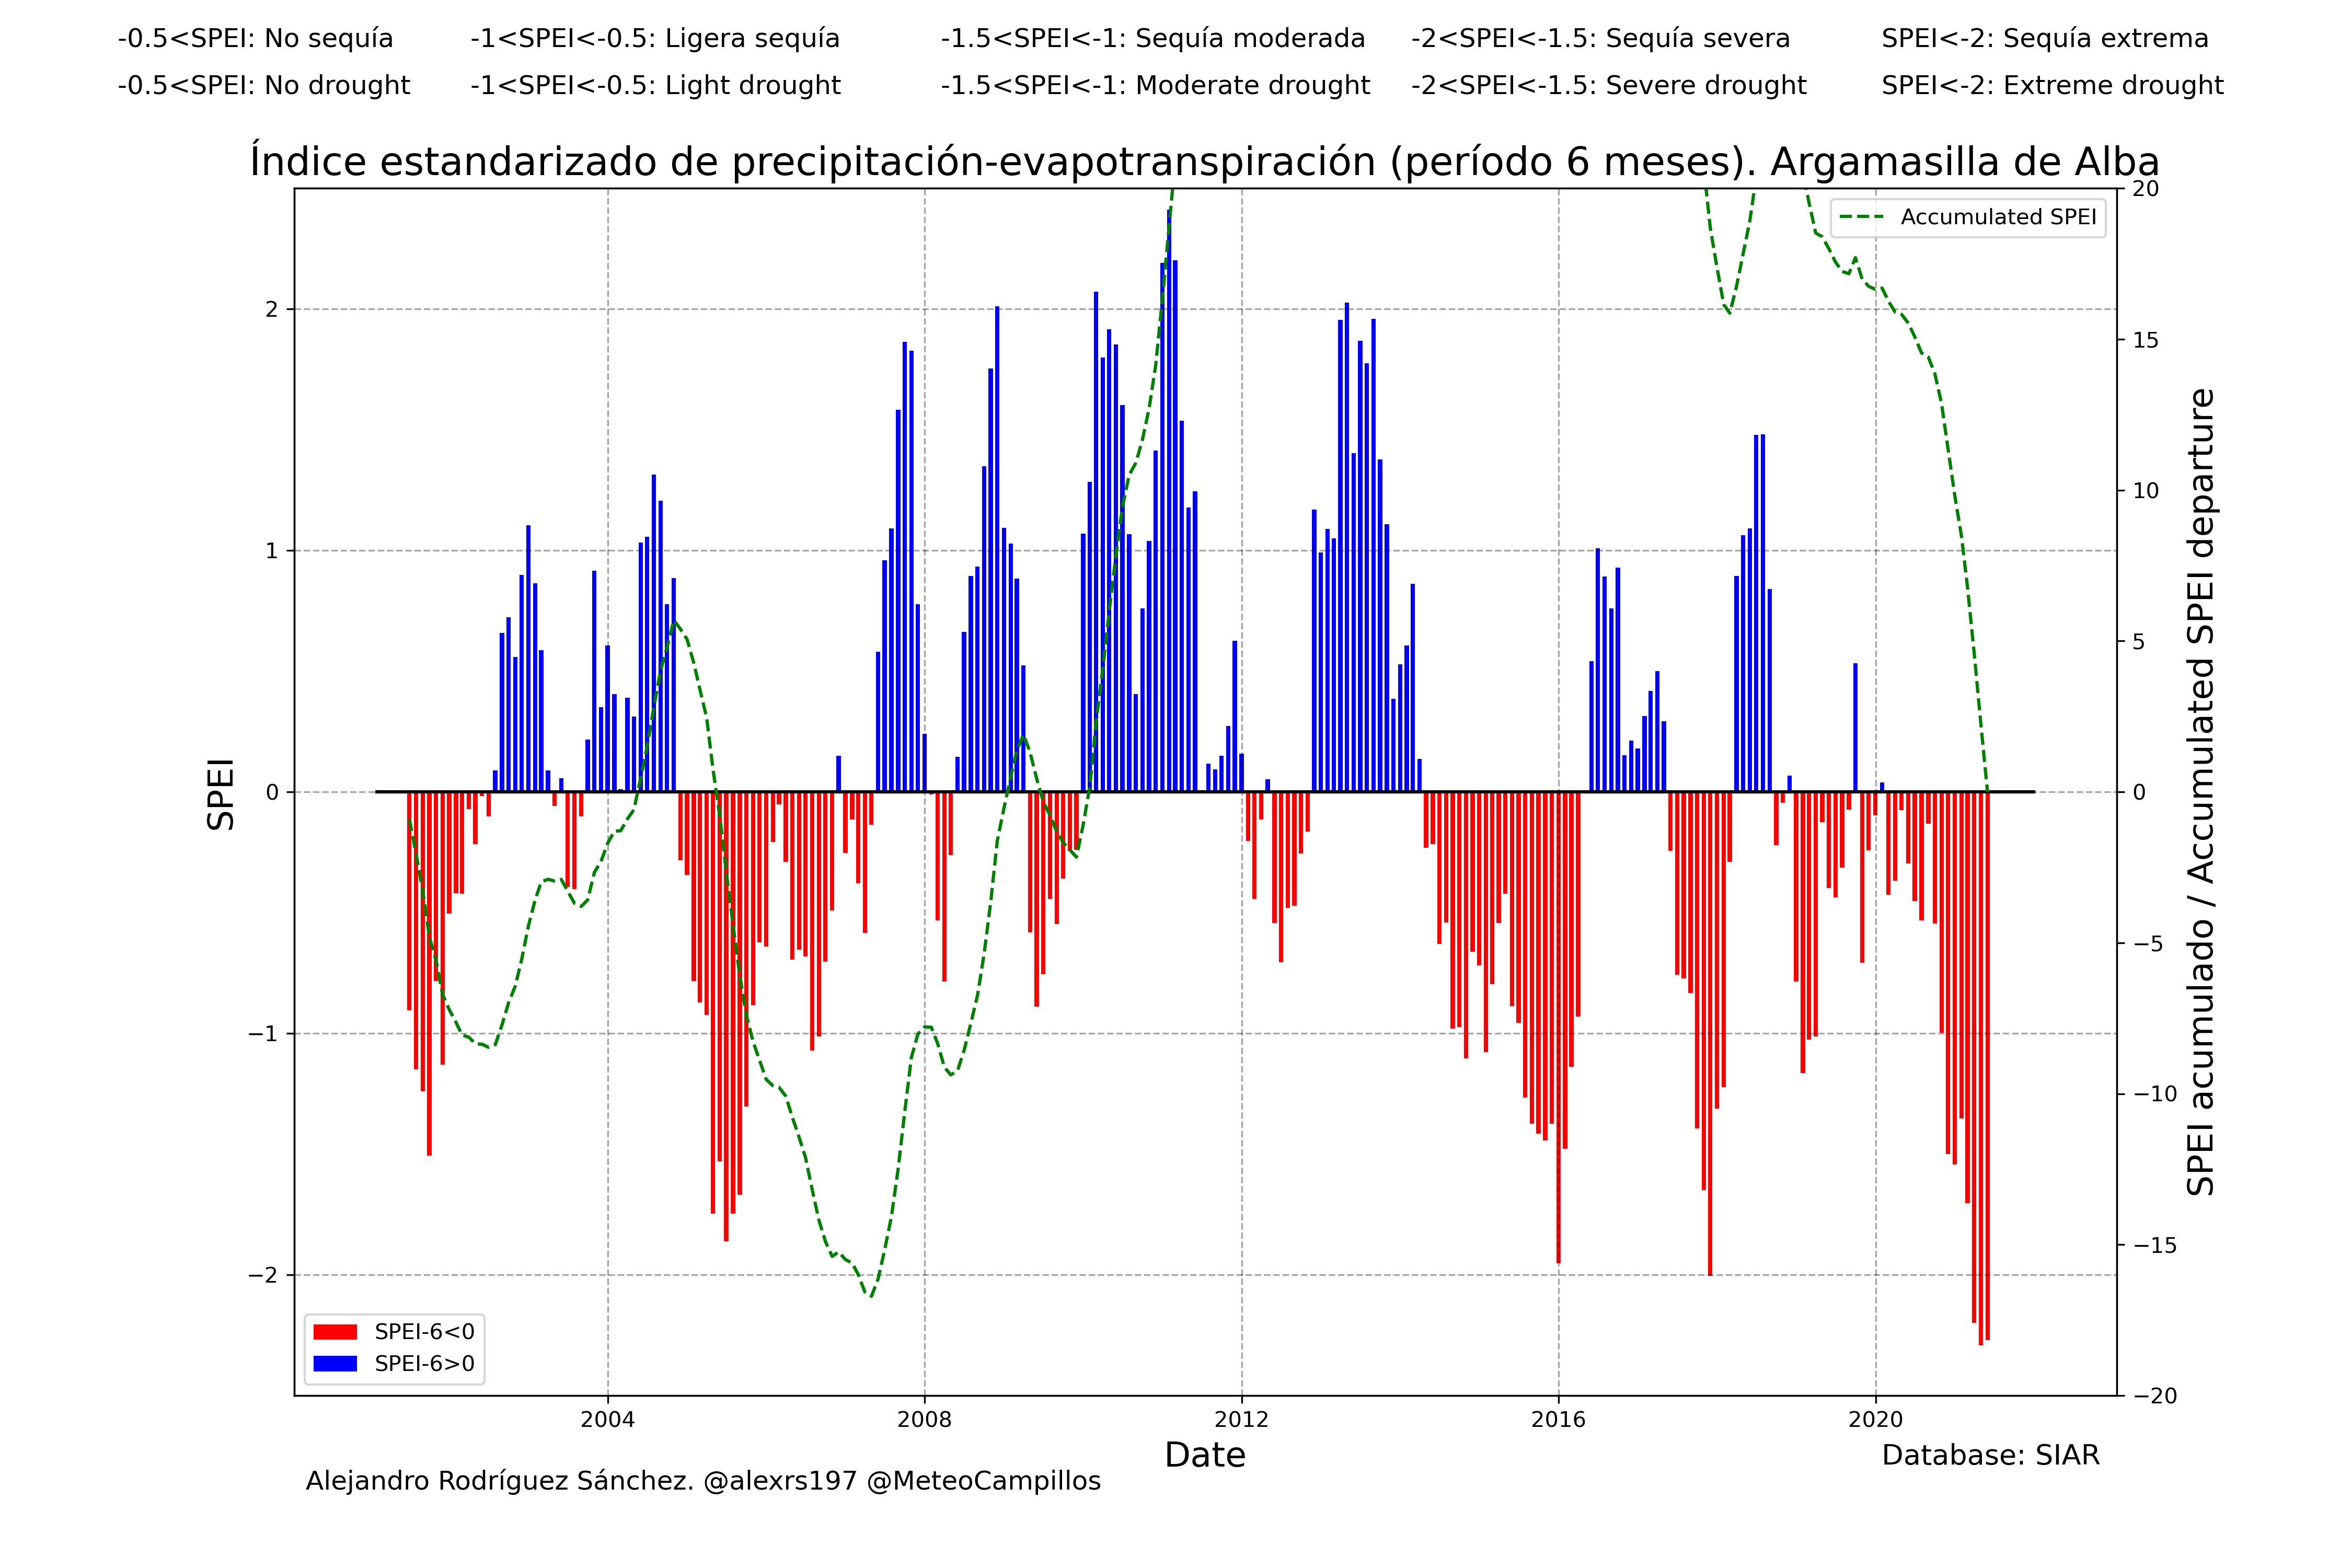 -0.5<SPEI: No sequía
-1<SPEI<-0.5: Ligera sequía
-1.5<SPEI<-1: Sequía moderada
-2<SPEI<-1.5: Sequía severa
SPEI<-2: Sequía extrema
-0.5<SPEI: No drought
-1<SPEI<-0.5: Light drought
-1.5<SPEI<-1: Moderate drought
-2<SPEI<-1.5: Severe drought
SPEI<-2: Extreme drought
Índice estandarizado de precipitación-evapotranspiración (período 6 meses). Argamasilla de Alba
Accumulated SPEI
SPEI
2
1
0
−1
−2
20
15
10
5
0
−5
−10
−15
−20
SPEI acumulado / Accumulated SPEI departure
SPEI-6<0
SPEI-6>0
2004
2008
2012
2016
2020
Date
Database: SIAR
Alejandro Rodríguez Sánchez. @alexrs197 @MeteoCampillos